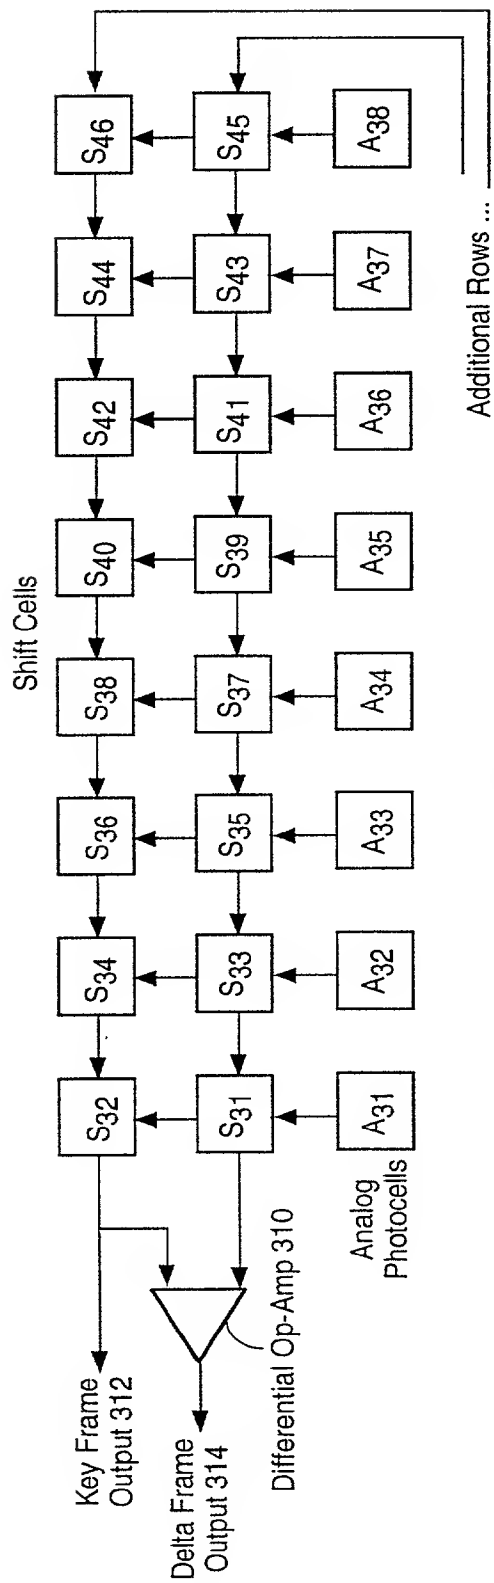 Shift Cells
Key Frame
Output 312
S32
S34
S36
S38
S40
S42
S44
S46
Delta Frame
Output 314
S31
S33
S35
S37
S39
S41
S43
S45
Differential Op-Amp 310
Analog
Photocells
A31
A32
A33
A34
A35
A36
A37
A38
Additional Rows ...